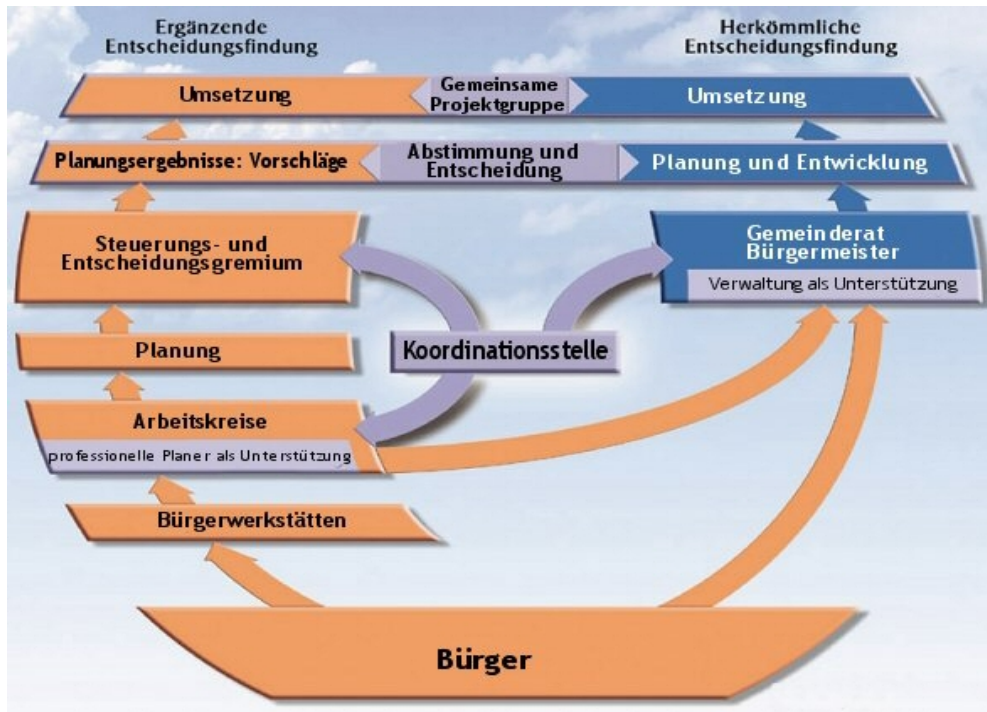 Ergänzende
Entscheidungsfindung
Herkömmliche
Entscheidungsfindung
Umsetzung
Gemeinsame
Projektgruppe
Umsetzung
Planungsergebnisse: Vorschläge
Abstimmung und
Entscheidung
Planung und Entwicklung
Steuerungs- und
Entscheidungsgremium
Gemeinderat
Bürgermeister
Verwaltung als Unterstützung
Koordinationsstelle
Planung
Arbeitskreise
professionelle Planer als Unterstützung
Bürgerwerkstätten
Bürger